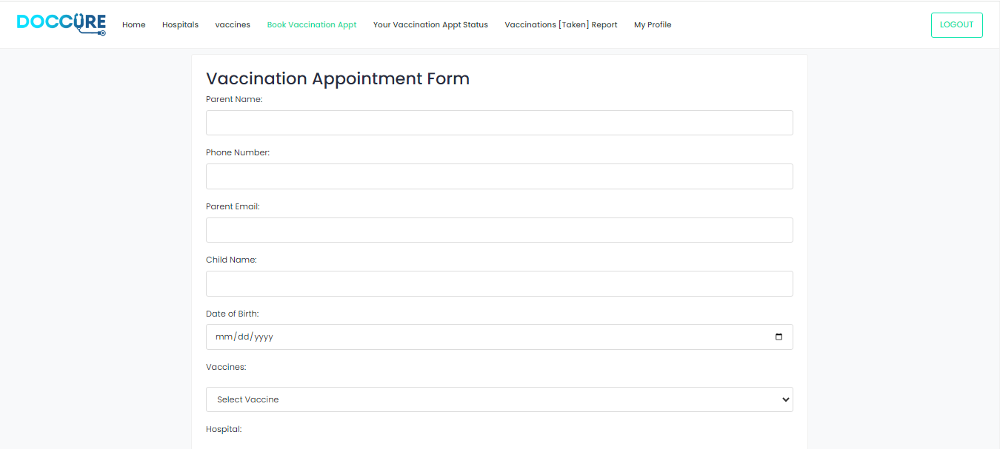 DOCCURE
Home Hospitals vaccines Book Vaccination Appt Your Vaccination Appt Status Vaccinations [Taken] Report My Profile LOGOUT
Vaccination Appointment Form
Parent Name:
Phone Number:
Parent Email:
Child Name:
Date of Birth:
mm/dd/yyyy
Vaccines:
Select Vaccine
Hospital: